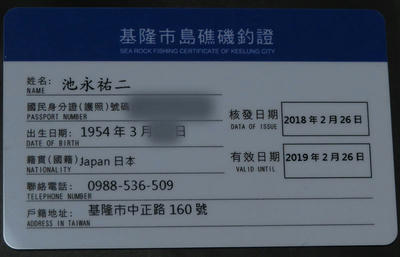 基隆市島礁磯釣證
SEA ROCK FISHING CERTIFICATE OF KEELUNG CITY
姓名: 池永祐二
NAME
國民身分證(護照)號碼
PASSPORT NUMBER
核發日期 2018 年 2 月 26 日
DATA OF ISSUE
出生日期: 1954 年 3 月 日
DATE OF BIRTH
籍貫(國籍) Japan 日本
NATIONALITY
有效日期 2019 年 2 月 26 日
VALID UNTIL
聯絡電話: 0988-536-509
TELEPHONE NUMBER
戶籍地址: 基隆市中正路 160 號
ADDRESS IN TAIWAN